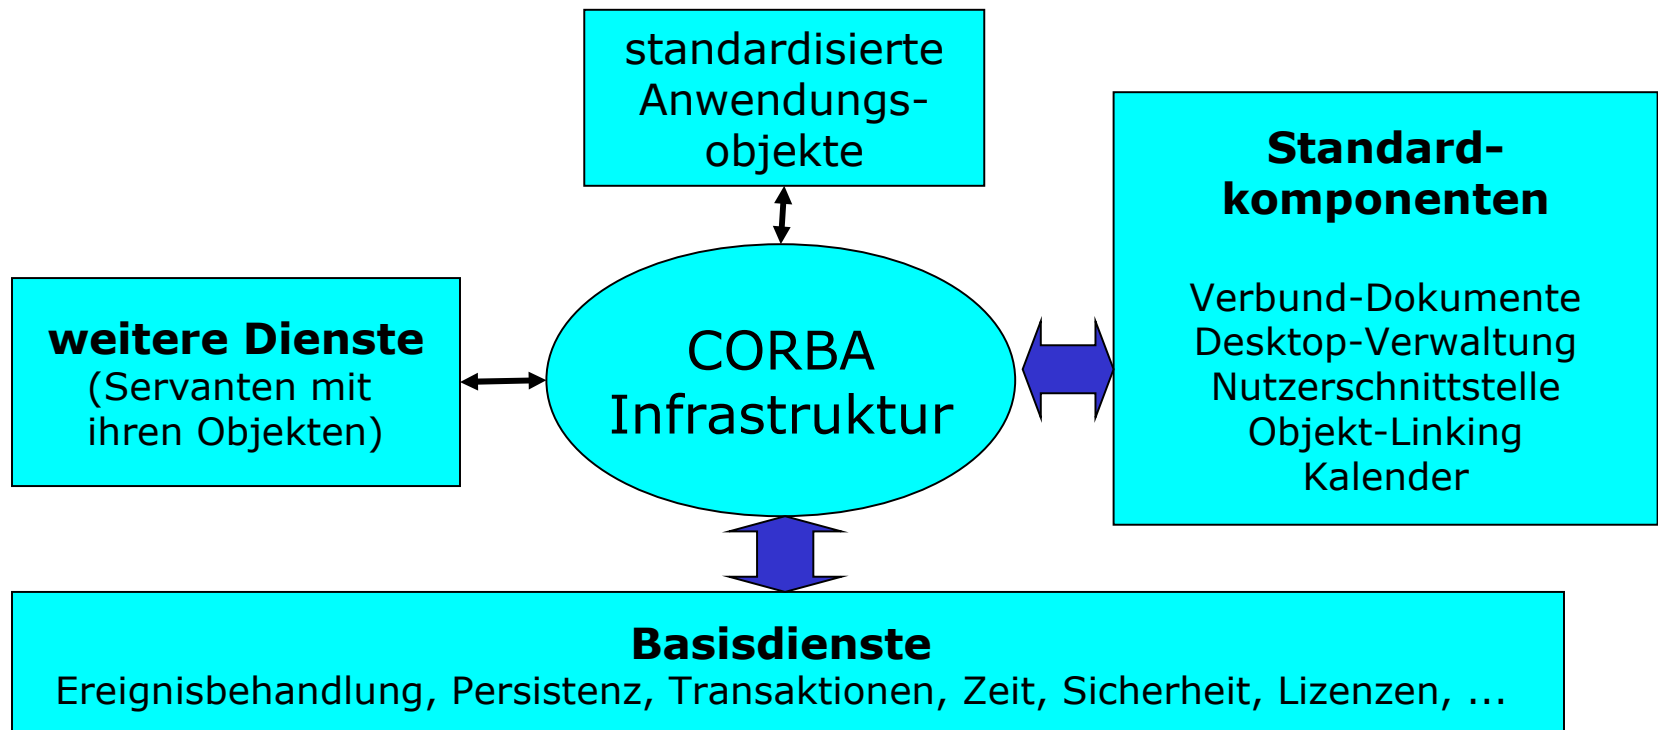 standardisierte
Anwendungs-
objekte
Standard-
komponenten
Verbund-Dokumente
Desktop-Verwaltung
Nutzerschnittstelle
Objekt-Linking
Kalender
weitere Dienste
(Servanten mit
ihren Objekten)
CORBA
Infrastruktur
Basisdienste
Ereignisbehandlung, Persistenz, Transaktionen, Zeit, Sicherheit, Lizenzen, ...